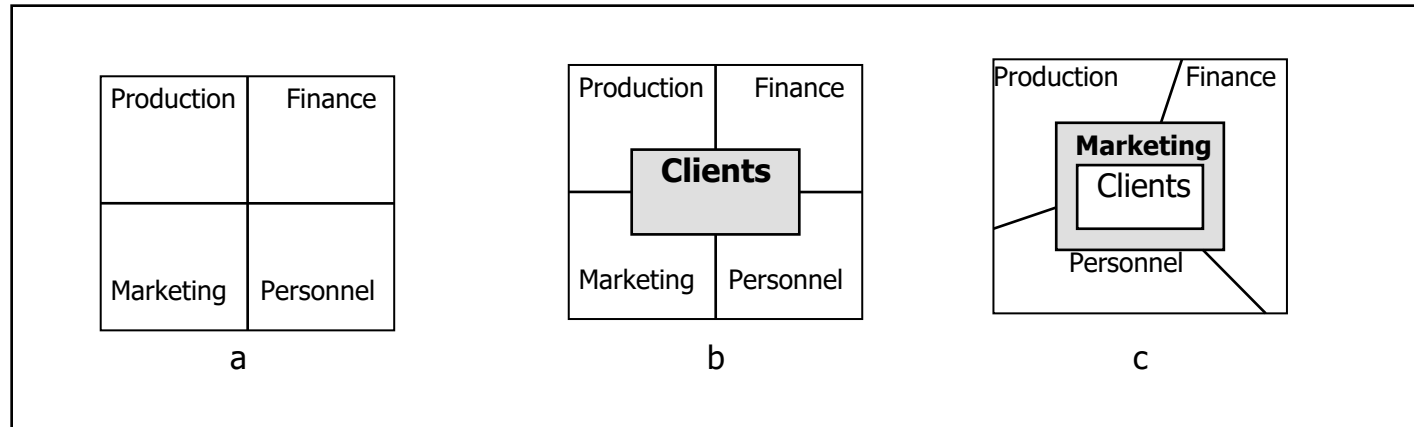 Production Finance
Marketing Personnel
a
Production Finance
Clients
Marketing Personnel
b
Production Finance
Marketing
Clients
Personnel
c